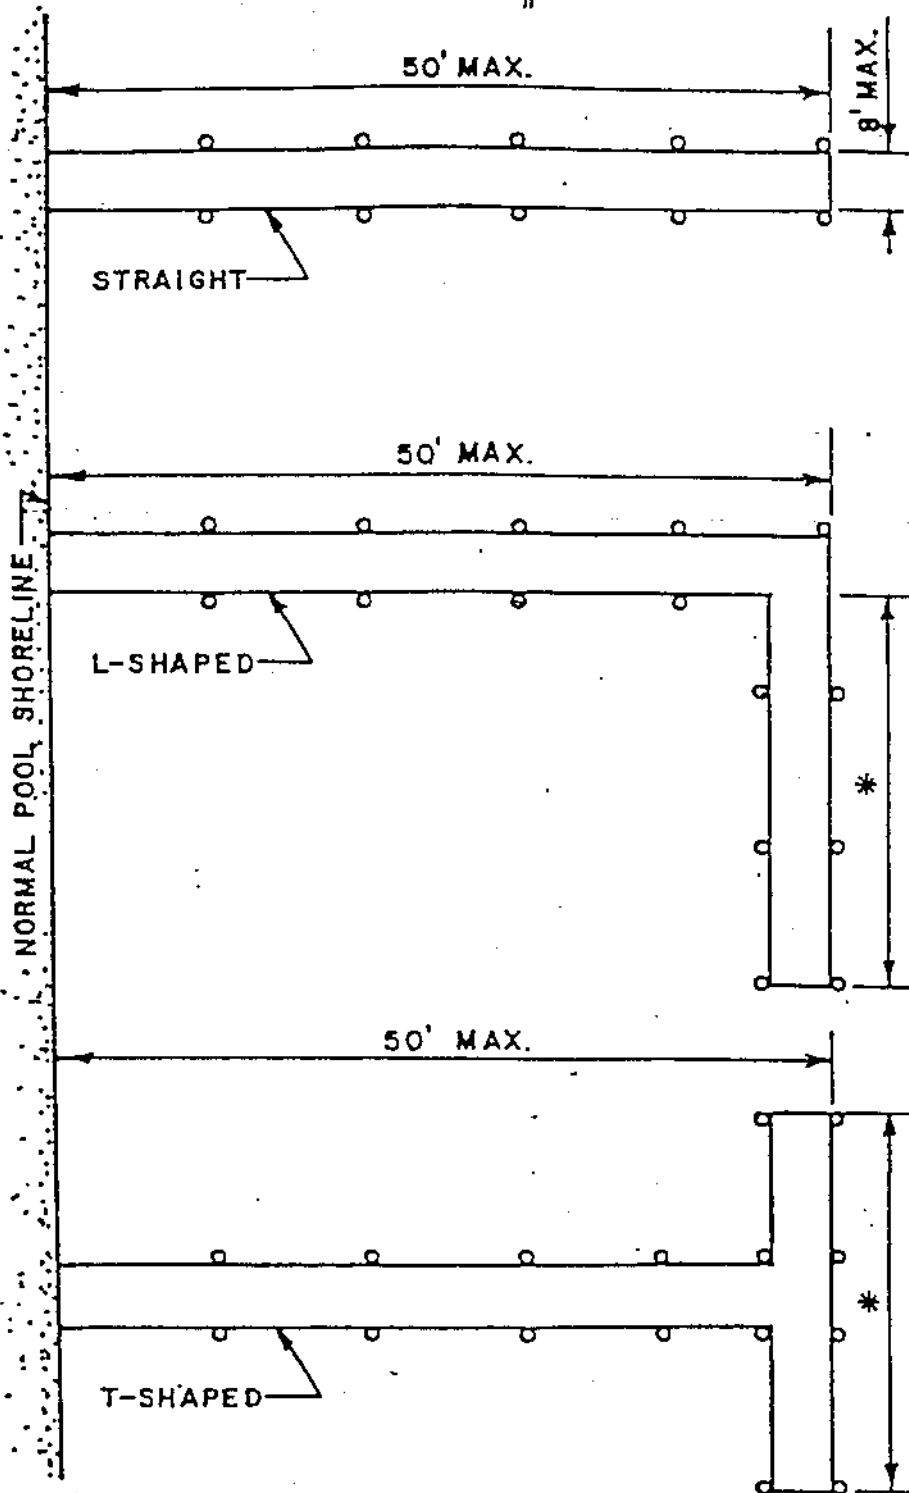 50' MAX.
8' MAX.
STRAIGHT
50' MAX.
NORMAL POOL SHORELINE
L-SHAPED
*
50' MAX.
*
T-SHAPED